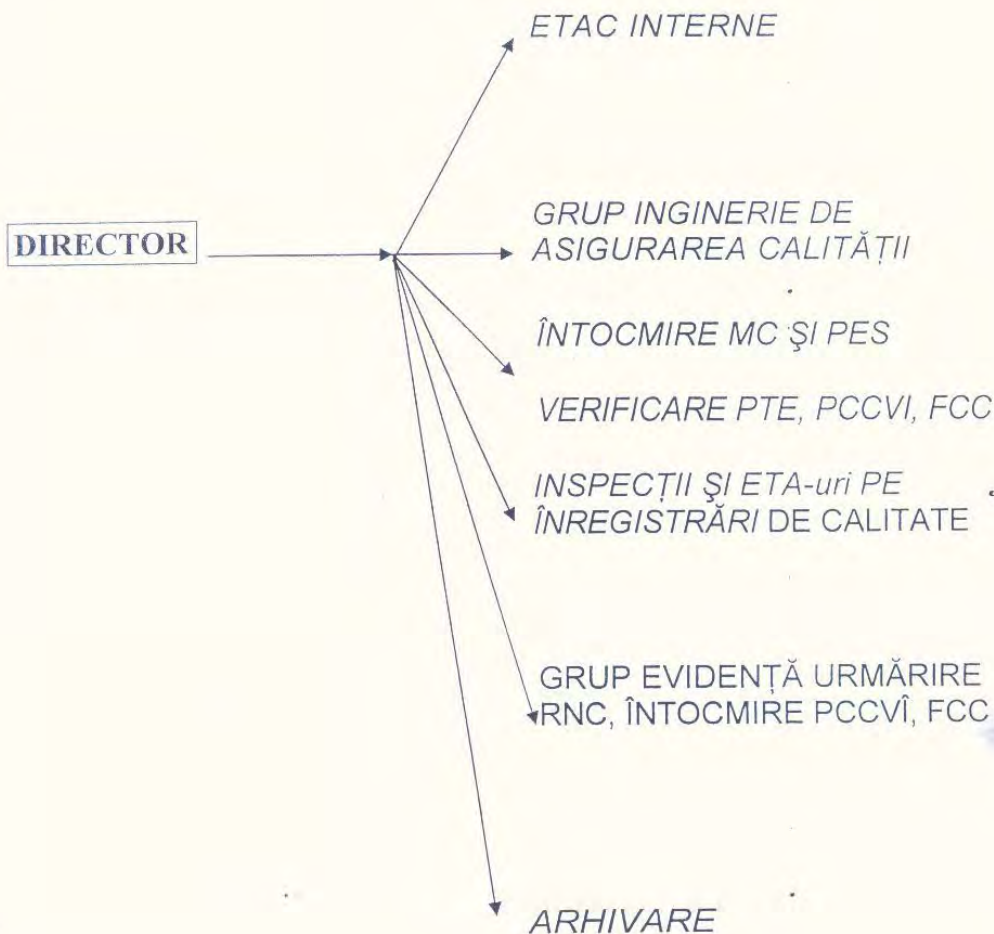 ETAC INTERNE
DIRECTOR
GRUP INGINERIE DE
ASIGURAREA CALITĂȚII
ÎNTOCMIRE MC ŞI PES
VERIFICARE PTE, PCCVI, FCC
INSPECȚII ŞI ETA-uri PE
ÎNREGISTRĂRI DE CALITATE
GRUP EVIDENȚĂ URMĂRIRE
RNC, ÎNTOCMIRE PCCVÎ, FCC
ARHIVARE